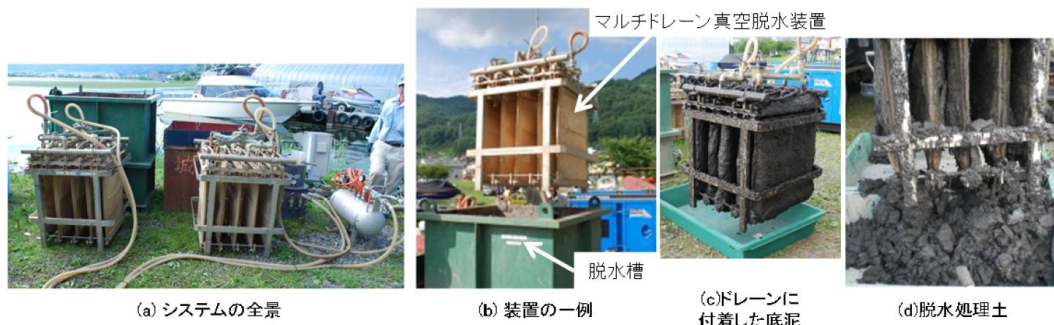 マルチドレーン真空脱水装置
脱水槽
(a) システムの全景
(b) 装置の一例
(c)ドレーンに
付着した底泥
(d)脱水処理土